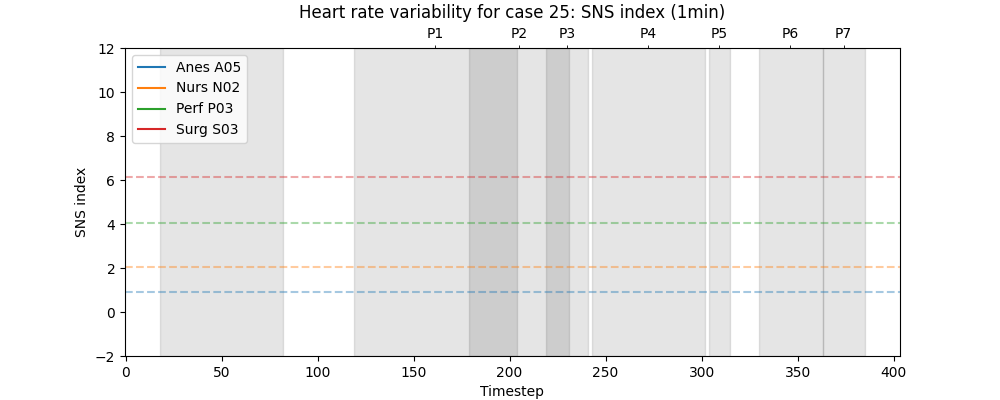 Heart rate variability for case 25: SNS index (1min)
P1 P2 P3 P4 P5 P6 P7
12
10
8
6
4
2
0
−2
SNS index
Anes A05
Nurs N02
Perf P03
Surg S03
0 50 100 150 200 250 300 350 400
Timestep